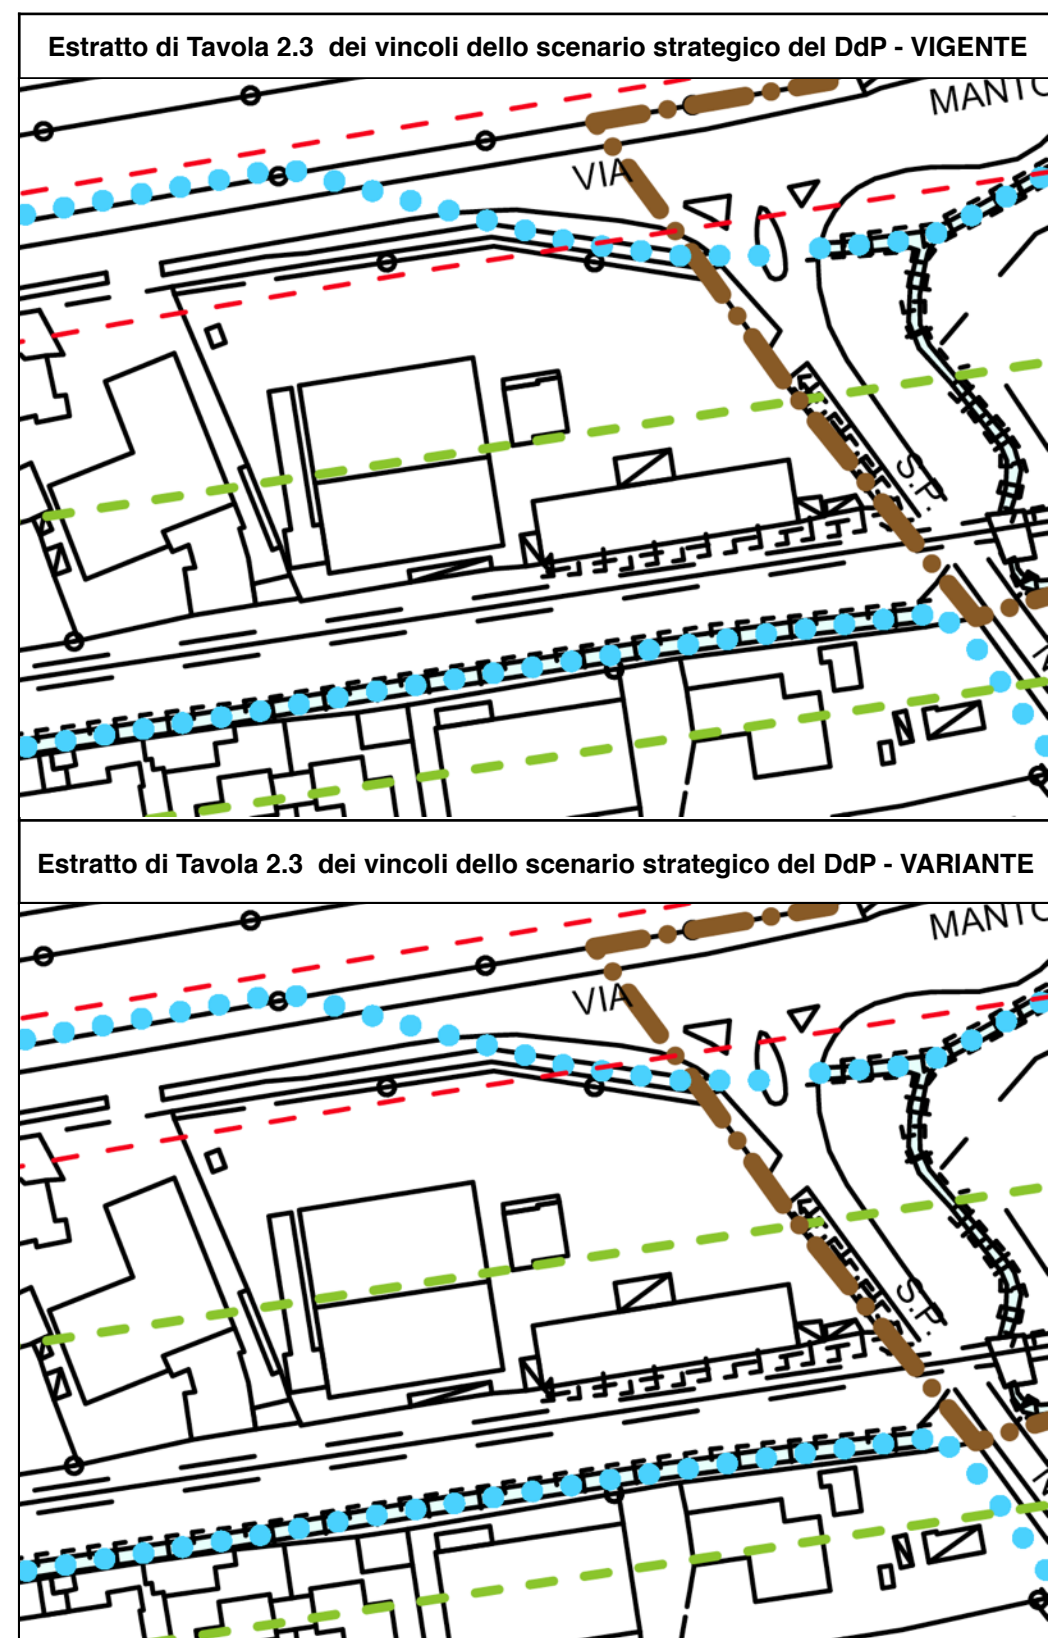 Estratto di Tavola 2.3 dei vincoli dello scenario strategico del DdP - VIGENTE
MANTO
VIA
S.P.
Estratto di Tavola 2.3 dei vincoli dello scenario strategico del DdP - VARIANTE
MANTO
VIA
S.P.